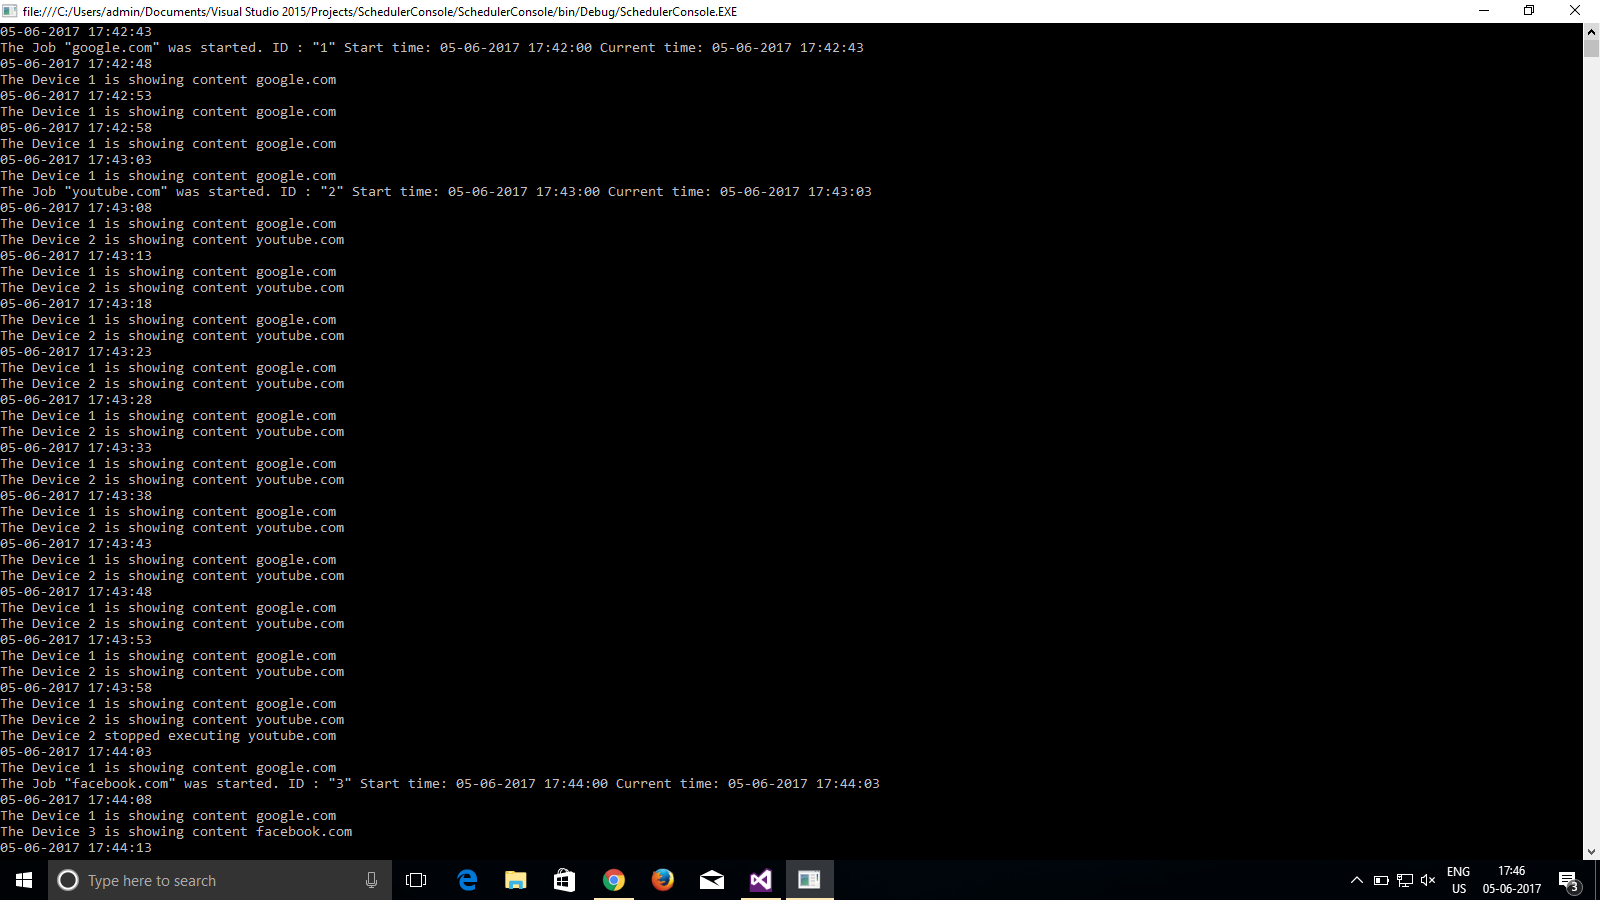 file:///C:/Users/admin/Documents/Visual Studio 2015/Projects/SchedulerConsole/SchedulerConsole/bin/Debug/SchedulerConsole.EXE
05-06-2017 17:42:43
The Job "google.com" was started. ID : "1" Start time: 05-06-2017 17:42:00 Current time: 05-06-2017 17:42:43
05-06-2017 17:42:48
The Device 1 is showing content google.com
05-06-2017 17:42:53
The Device 1 is showing content google.com
05-06-2017 17:42:58
The Device 1 is showing content google.com
05-06-2017 17:43:03
The Device 1 is showing content google.com
The Job "youtube.com" was started. ID : "2" Start time: 05-06-2017 17:43:00 Current time: 05-06-2017 17:43:03
05-06-2017 17:43:08
The Device 1 is showing content google.com
The Device 2 is showing content youtube.com
05-06-2017 17:43:13
The Device 1 is showing content google.com
The Device 2 is showing content youtube.com
05-06-2017 17:43:18
The Device 1 is showing content google.com
The Device 2 is showing content youtube.com
05-06-2017 17:43:23
The Device 1 is showing content google.com
The Device 2 is showing content youtube.com
05-06-2017 17:43:28
The Device 1 is showing content google.com
The Device 2 is showing content youtube.com
05-06-2017 17:43:33
The Device 1 is showing content google.com
The Device 2 is showing content youtube.com
05-06-2017 17:43:38
The Device 1 is showing content google.com
The Device 2 is showing content youtube.com
05-06-2017 17:43:43
The Device 1 is showing content google.com
The Device 2 is showing content youtube.com
05-06-2017 17:43:48
The Device 1 is showing content google.com
The Device 2 is showing content youtube.com
05-06-2017 17:43:53
The Device 1 is showing content google.com
The Device 2 is showing content youtube.com
05-06-2017 17:43:58
The Device 1 is showing content google.com
The Device 2 is showing content youtube.com
The Device 2 stopped executing youtube.com
05-06-2017 17:44:03
The Device 1 is showing content google.com
The Job "facebook.com" was started. ID : "3" Start time: 05-06-2017 17:44:00 Current time: 05-06-2017 17:44:03
05-06-2017 17:44:08
The Device 1 is showing content google.com
The Device 3 is showing content facebook.com
05-06-2017 17:44:13
Type here to search
ENG
US
17:46
05-06-2017
3